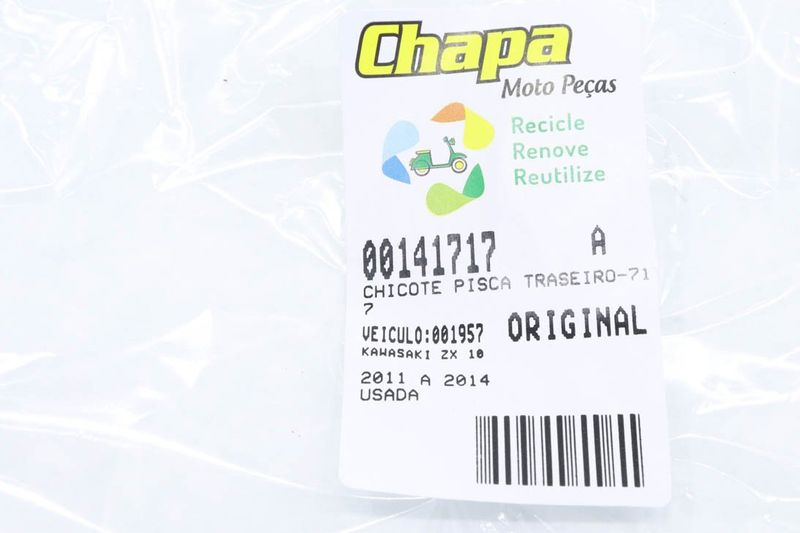 Chapa
Moto Peças
Recicle
Renove
Reutilize
00141717 A
CHICOTE PISCA TRASEIRO-71
7
VEICULO:001957 ORIGINAL
KAWASAKI ZX 10
2011 A 2014
USADA